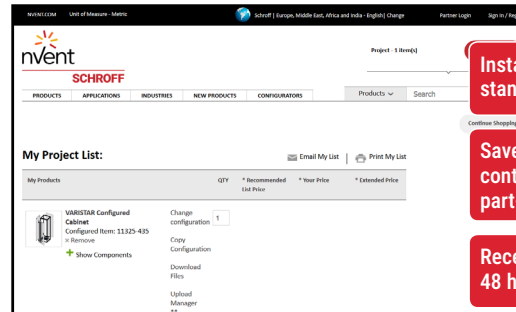 NVENT.COM Unit of Measure - Metric Schroff | Europe, Middle East, Africa and India - English| Change Partner Login Sign In / Reg
nvent
SCHROFF
Project - 1 item(s)
PRODUCTS APPLICATIONS INDUSTRIES NEW PRODUCTS CONFIGURATORS Products Search
Continue Shopping
My Project List:
Email My List | Print My List
My Products QTY * Recommended List Price * Your Price * Extended Price
VARISTAR Configured Cabinet
Configured Item: 11325-435
× Remove
+ Show Components
Change configuration 1
Copy Configuration
Download Files
Upload Manager
Insta
stan
Save
cont
part
Rece
48 h